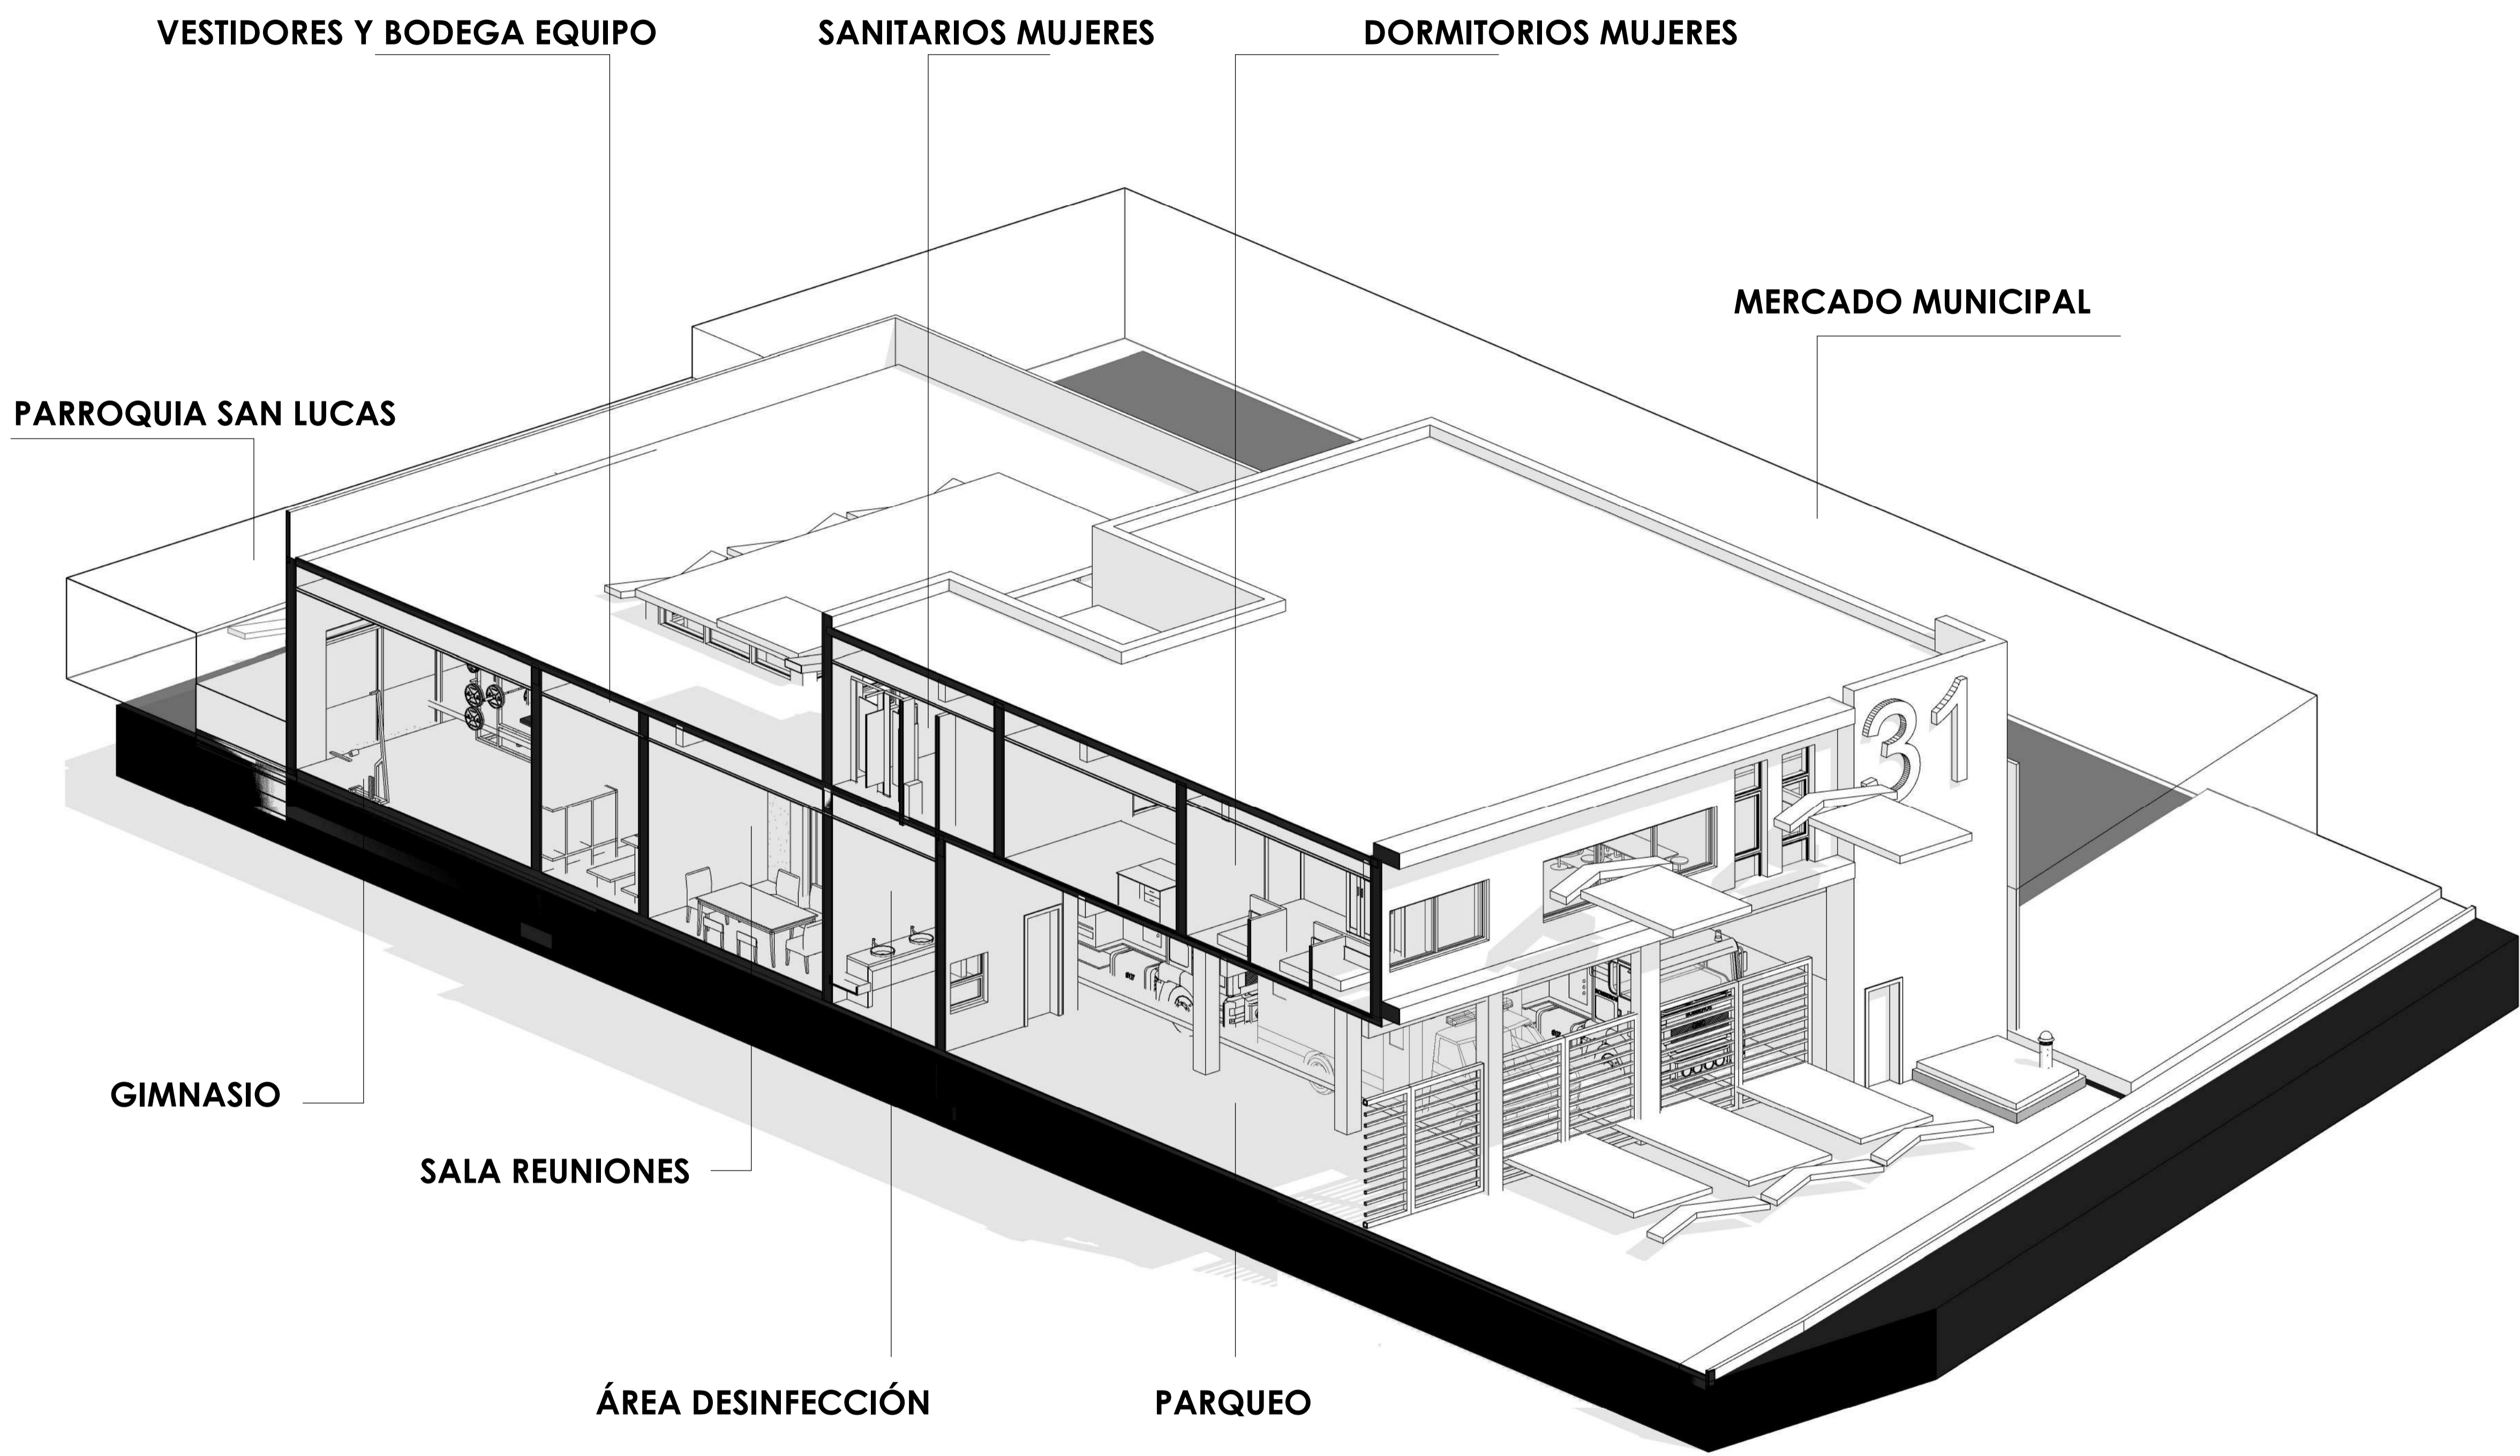 VESTIDORES Y BODEGA EQUIPO
SANITARIOS MUJERES
DORMITORIOS MUJERES
MERCADO MUNICIPAL
PARROQUIA SAN LUCAS
31
GIMNASIO
SALA REUNIONES
ÁREA DESINFECCIÓN
PARQUEO